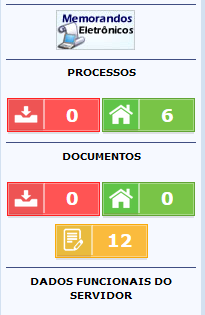 Memorandos
Eletrônicos
PROCESSOS
0 6
DOCUMENTOS
0 0
12
DADOS FUNCIONAIS DO
SERVIDOR